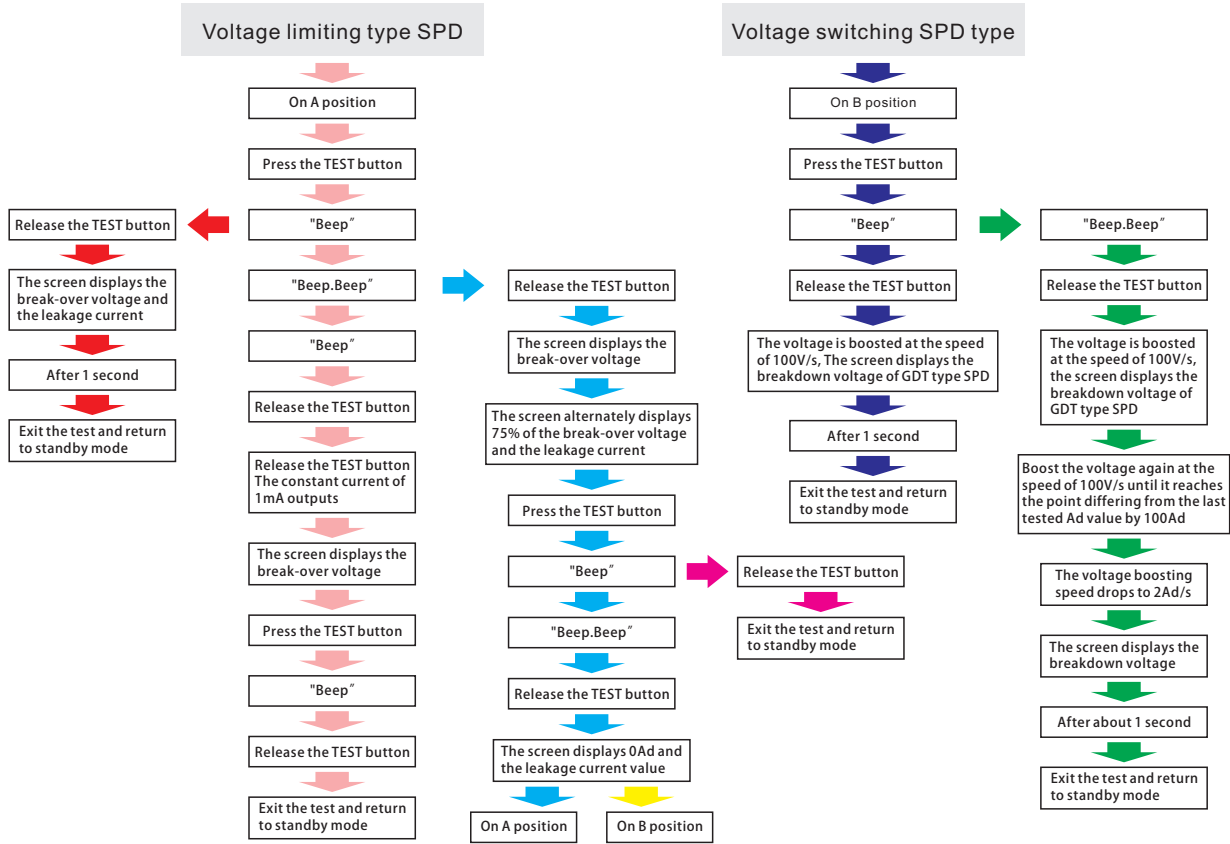 Voltage limiting type SPD
On A position
Press the TEST button
"Beep″
"Beep.Beep″
"Beep″
Release the TEST button
Release the TEST button
The constant current of
1mA outputs
The screen displays the
break-over voltage
Press the TEST button
"Beep″
Release the TEST button
Exit the test and return
to standby mode
Release the TEST button
The screen displays the
break-over voltage and
the leakage current
After 1 second
Exit the test and return
to standby mode
Release the TEST button
The screen displays the
break-over voltage
The screen alternately displays
75% of the break-over voltage
and the leakage current
Press the TEST button
"Beep″
"Beep.Beep″
Release the TEST button
The screen displays 0Ad and
the leakage current value
On A position
On B position
Release the TEST button
Exit the test and return
to standby mode
Voltage switching SPD type
On B position
Press the TEST button
"Beep″
Release the TEST button
The voltage is boosted at the speed
of 100V/s, The screen displays the
breakdown voltage of GDT type SPD
After 1 second
Exit the test and return
to standby mode
"Beep.Beep″
Release the TEST button
The voltage is boosted
at the speed of 100V/s,
the screen displays the
breakdown voltage of
GDT type SPD
Boost the voltage again at the
speed of 100V/s until it reaches
the point differing from the last
tested Ad value by 100Ad
The voltage boosting
speed drops to 2Ad/s
The screen displays the
breakdown voltage
After about 1 second
Exit the test and return
to standby mode